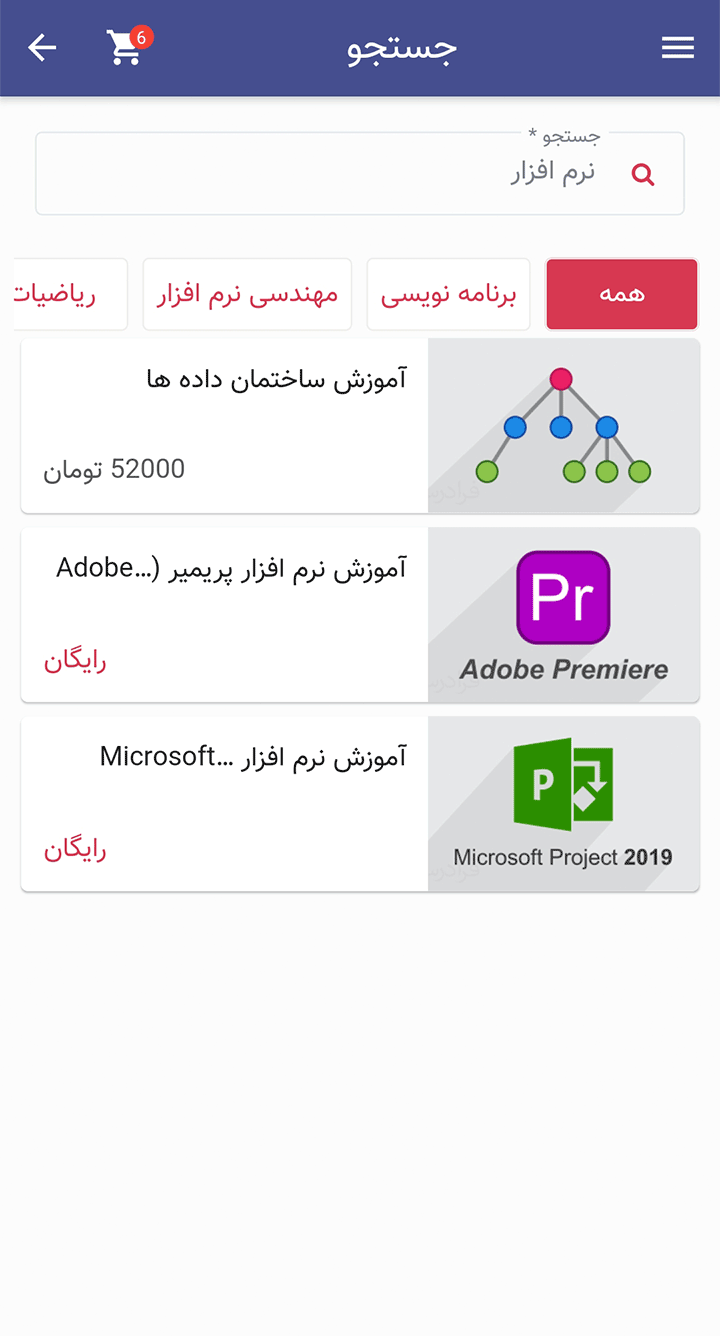 جستجو
6
جستجو *
نرم افزار
همه
برنامه نویسی
مهندسی نرم افزار
ریاضیات
آموزش ساختمان داده ها
52000 تومان
آموزش نرم افزار پریمیر (Adobe...
رایگان
Pr
Adobe Premiere
آموزش نرم افزار Microsoft...
رایگان
P
Microsoft Project 2019